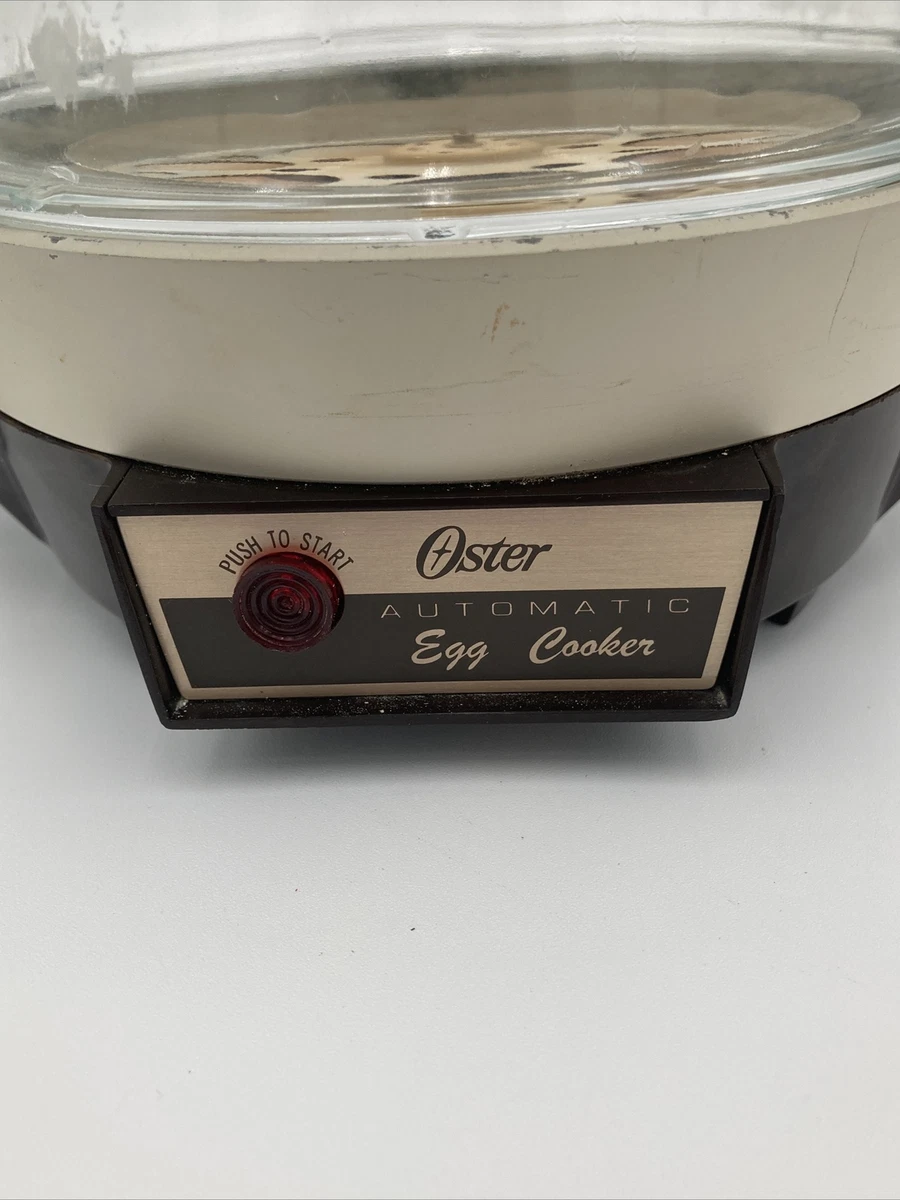 PUSH TO START
Oster
AUTOMATIC
Egg Cooker